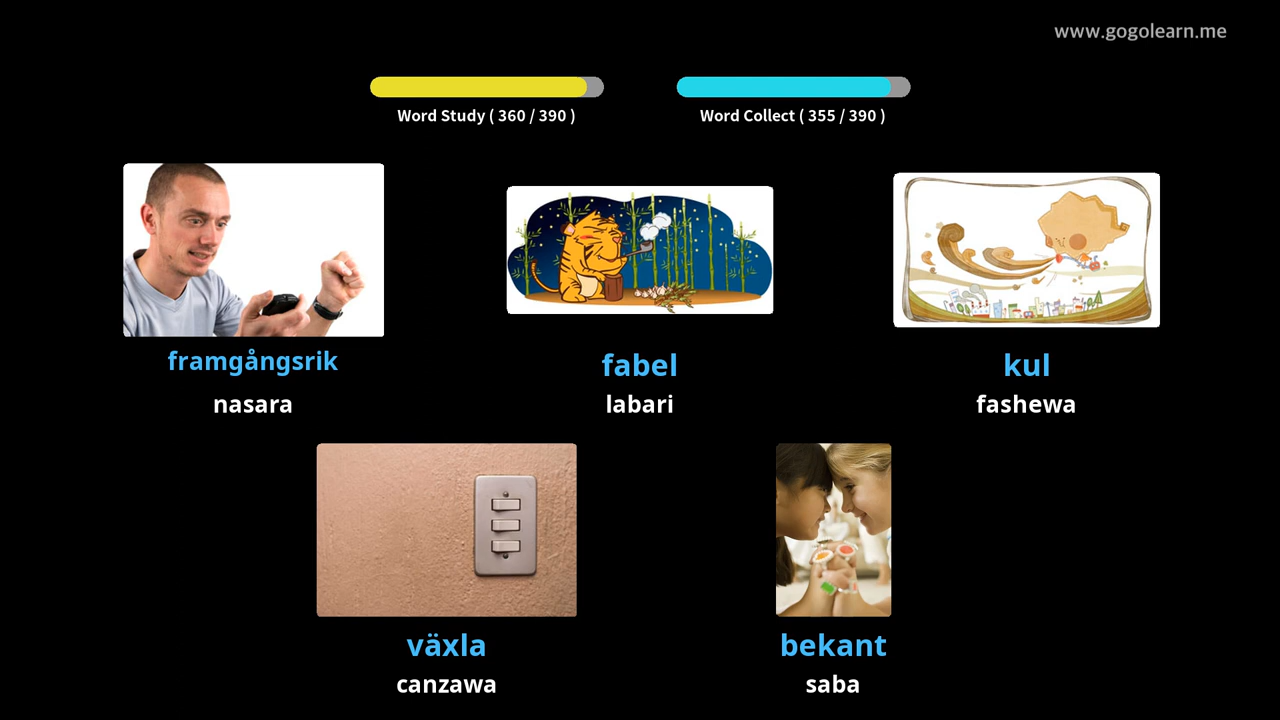 www.gogolearn.me
Word Study ( 360 / 390 )
Word Collect ( 355 / 390 )
framgångsrik
nasara
fabel
labari
kul
fashewa
växla
canzawa
bekant
saba